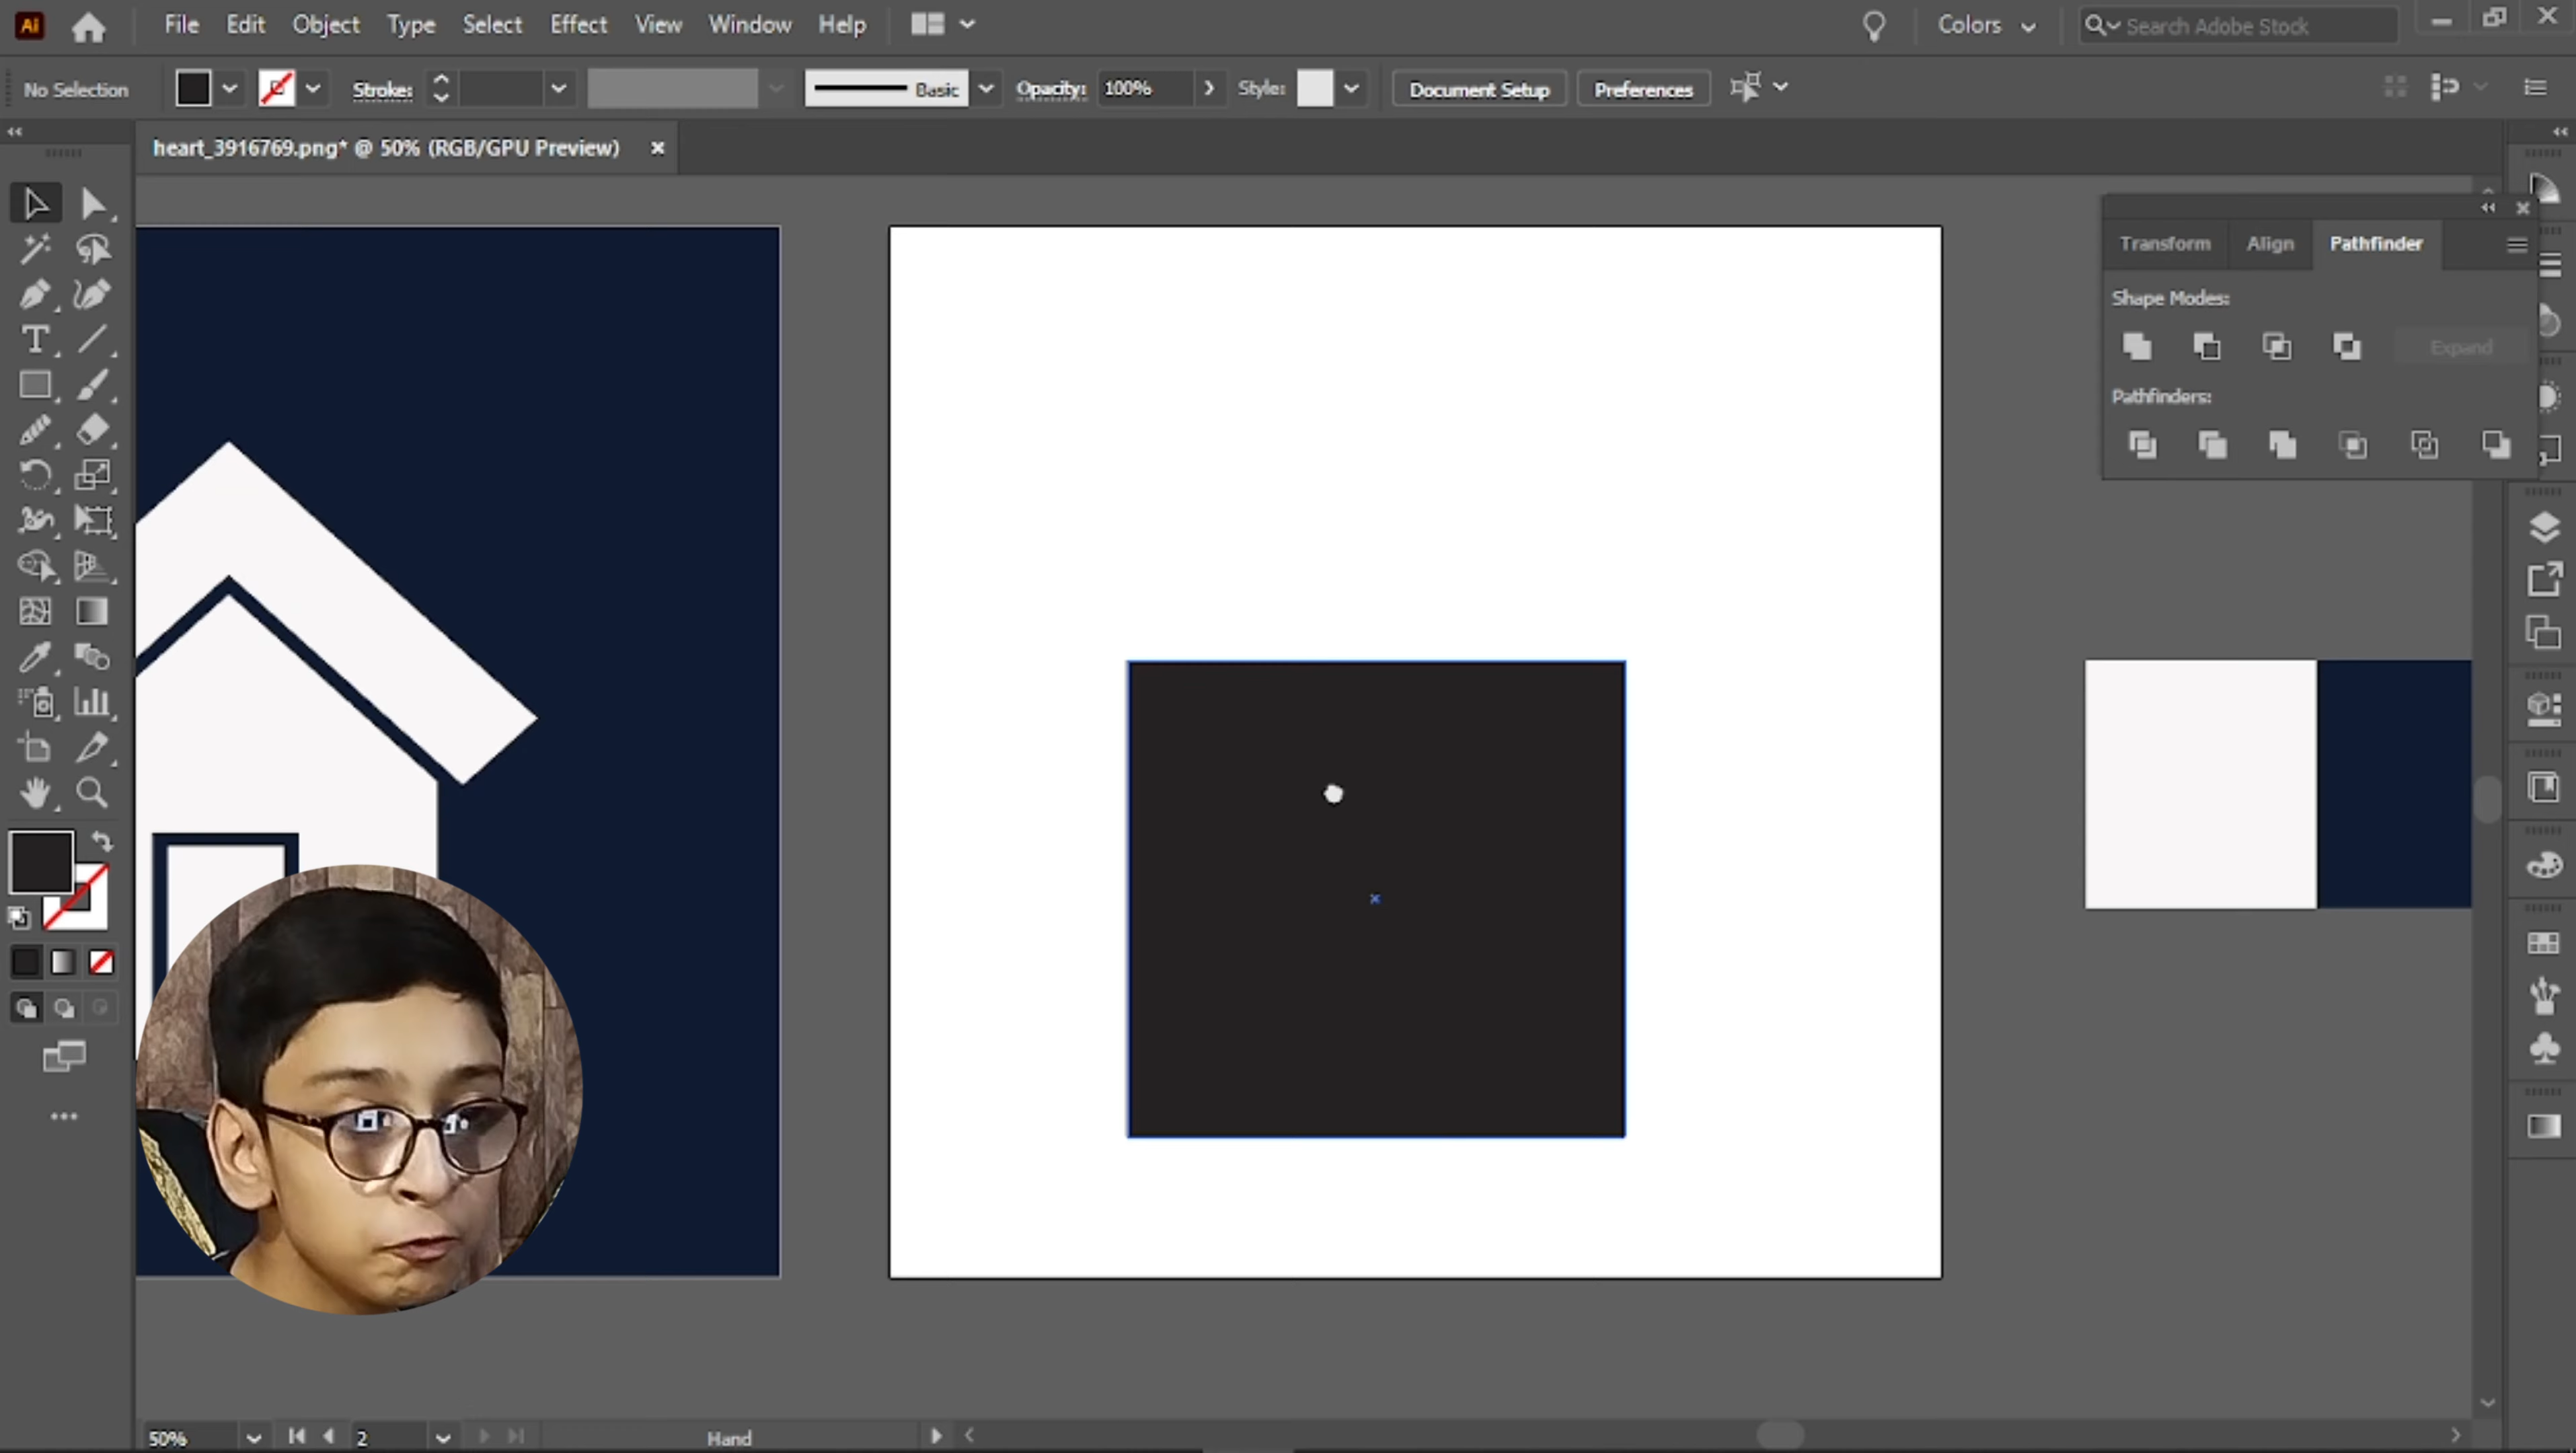 Ai File Edit Object Type Select Effect View Window Help Colors Search Adobe Stock
No Selection Stroke: Basic Opacity: 100% Style: Document Setup Preferences
heart_3916769.png* @ 50% (RGB/GPU Preview)
Transform Align Pathfinder
Shape Modes:
Expand
Pathfinders:
50% 2 Hand